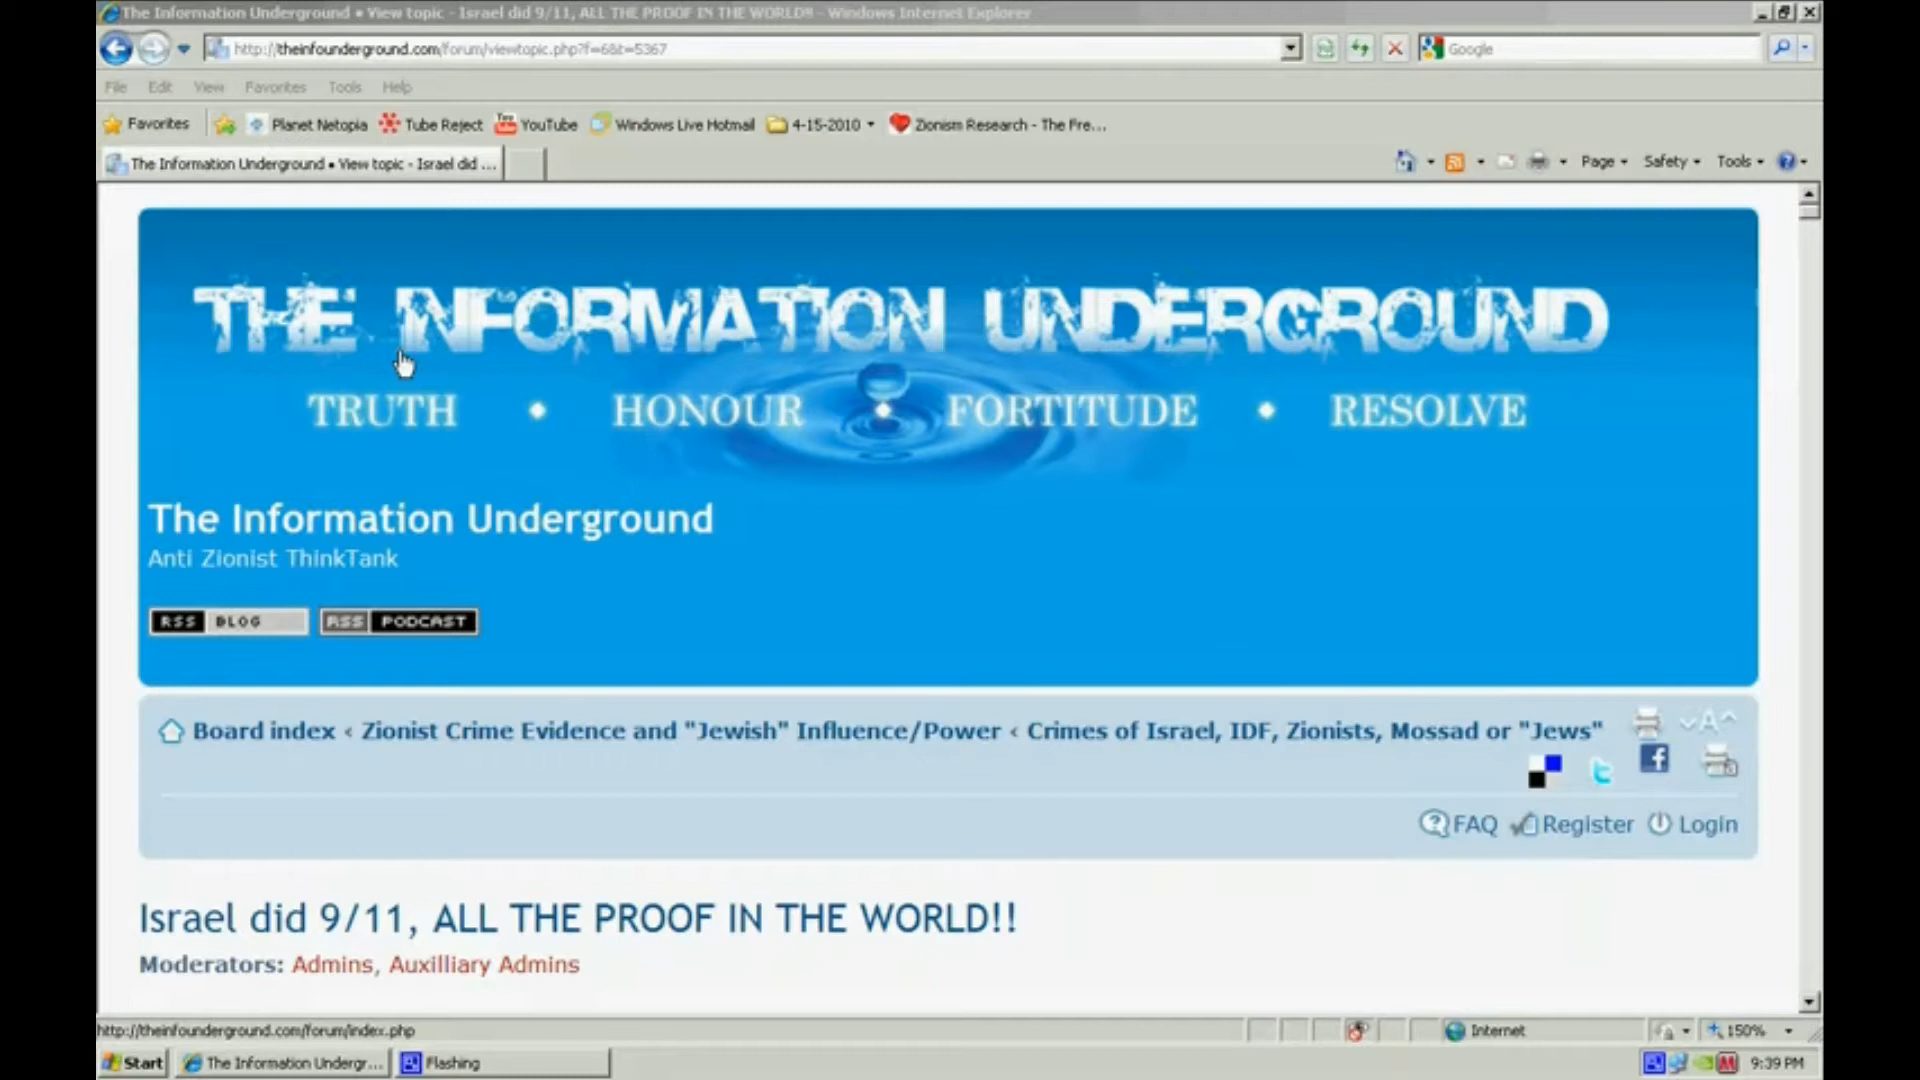 The Information Underground • View topic - Israel did 9/11, ALL THE PROOF IN THE WORLD!! - Windows Internet Explorer
http://theinfounderground.com/forum/viewtopic.php?f=6&t=5367
Google
File Edit View Favorites Tools Help
Favorites Planet Netopia Tube Reject YouTube Windows Live Hotmail 4-15-2010 Zionism Research - The Fre...
The Information Underground • View topic - Israel did ...
Page Safety Tools
THE INFORMATION UNDERGROUND
TRUTH • HONOUR • FORTITUDE • RESOLVE
The Information Underground
Anti Zionist ThinkTank
RSS BLOG RSS PODCAST
Board index ‹ Zionist Crime Evidence and "Jewish" Influence/Power ‹ Crimes of Israel, IDF, Zionists, Mossad or "Jews"
FAQ Register Login
Israel did 9/11, ALL THE PROOF IN THE WORLD!!
Moderators: Admins, Auxilliary Admins
http://theinfounderground.com/forum/index.php
Internet
150%
Start The Information Undergr... Flashing
9:39 PM